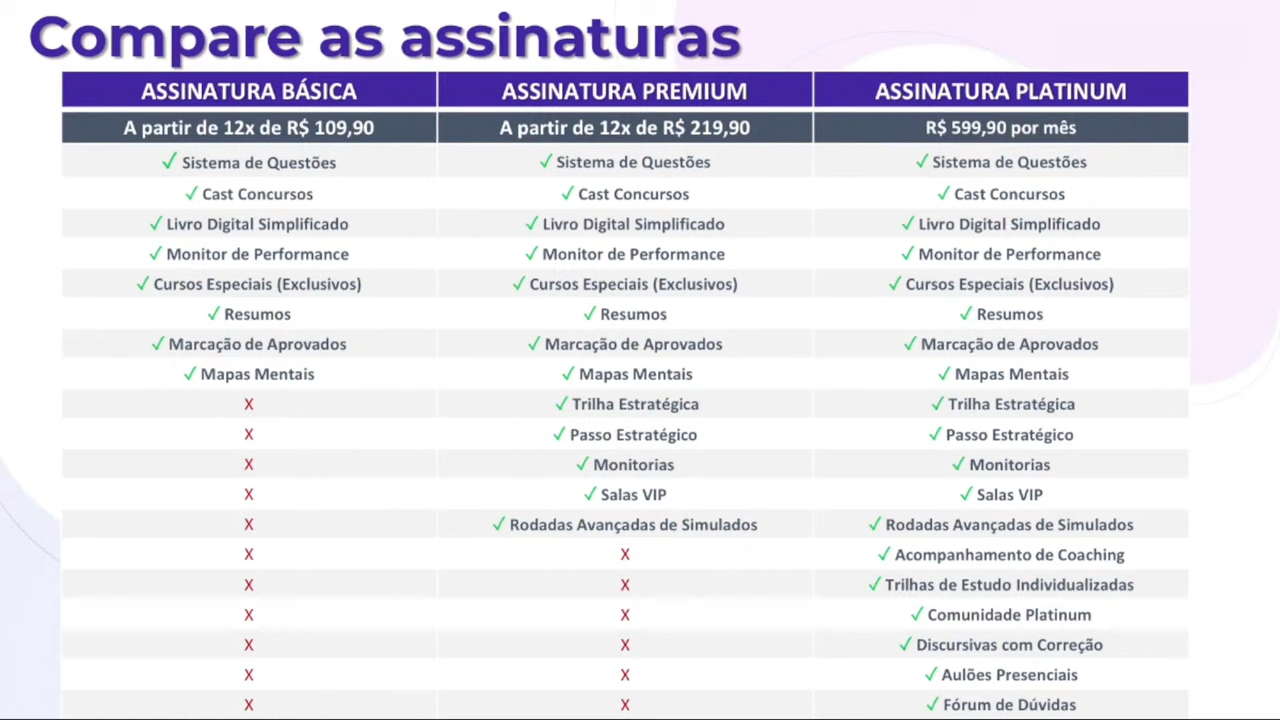 Compare as assinaturas
ASSINATURA BÁSICA ASSINATURA PREMIUM ASSINATURA PLATINUM
A partir de 12x de R$ 109,90 A partir de 12x de R$ 219,90 R$ 599,90 por mês
✓ Sistema de Questões ✓ Sistema de Questões ✓ Sistema de Questões
✓ Cast Concursos ✓ Cast Concursos ✓ Cast Concursos
✓ Livro Digital Simplificado ✓ Livro Digital Simplificado ✓ Livro Digital Simplificado
✓ Monitor de Performance ✓ Monitor de Performance ✓ Monitor de Performance
✓ Cursos Especiais (Exclusivos) ✓ Cursos Especiais (Exclusivos) ✓ Cursos Especiais (Exclusivos)
✓ Resumos ✓ Resumos ✓ Resumos
✓ Marcação de Aprovados ✓ Marcação de Aprovados ✓ Marcação de Aprovados
✓ Mapas Mentais ✓ Mapas Mentais ✓ Mapas Mentais
X ✓ Trilha Estratégica ✓ Trilha Estratégica
X ✓ Passo Estratégico ✓ Passo Estratégico
X ✓ Monitorias ✓ Monitorias
X ✓ Salas VIP ✓ Salas VIP
X ✓ Rodadas Avançadas de Simulados ✓ Rodadas Avançadas de Simulados
X X ✓ Acompanhamento de Coaching
X X ✓ Trilhas de Estudo Individualizadas
X X ✓ Comunidade Platinum
X X ✓ Discursivas com Correção
X X ✓ Aulões Presenciais
X X ✓ Fórum de Dúvidas